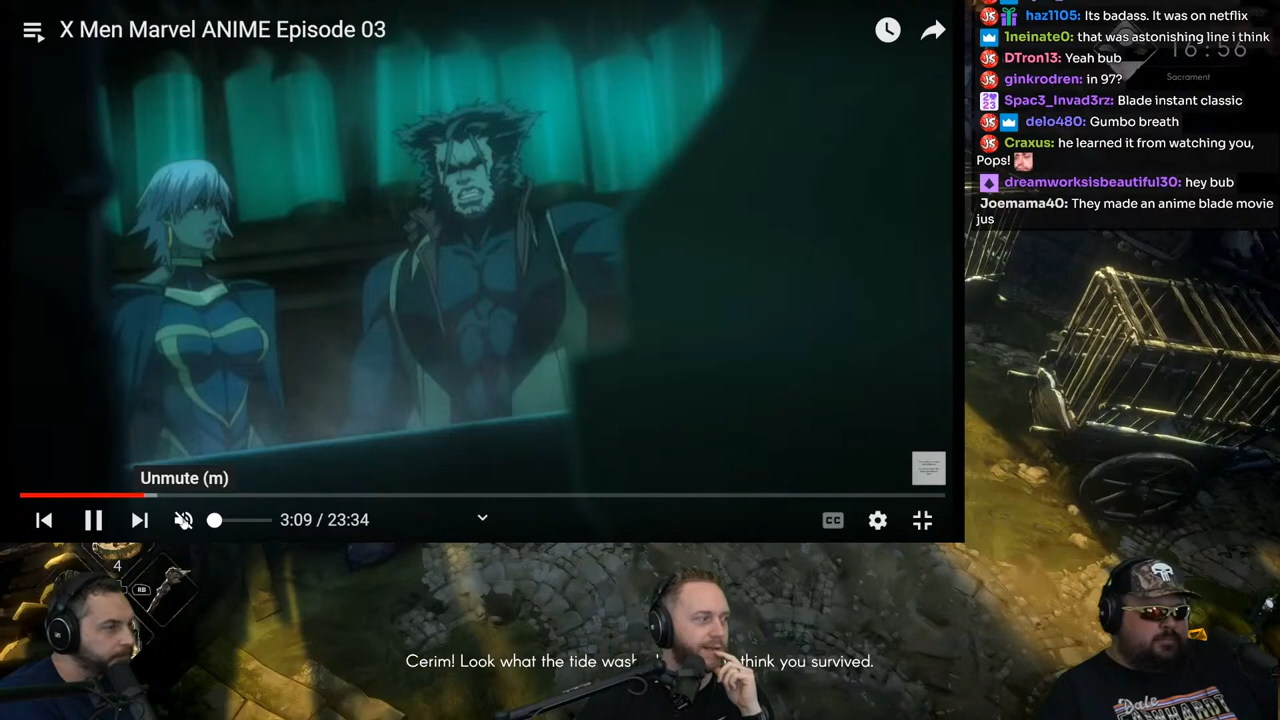 X Men Marvel ANIME Episode 03
haz1105: Its badass. It was on netflix
1neinate0: that was astonishing line i think
16:56
DTron13: Yeah bub
Sacrament
ginkrodren: in 97?
Spac3_Invad3rz: Blade instant classic
delo480: Gumbo breath
Craxus: he learned it from watching you,
Pops!
dreamworksisbeautiful30: hey bub
Joemama40: They made an anime blade movie
jus
Unmute (m)
3:09 / 23:34
CC
4
RB
Cerim! Look what the tide wash think you survived.
Dale